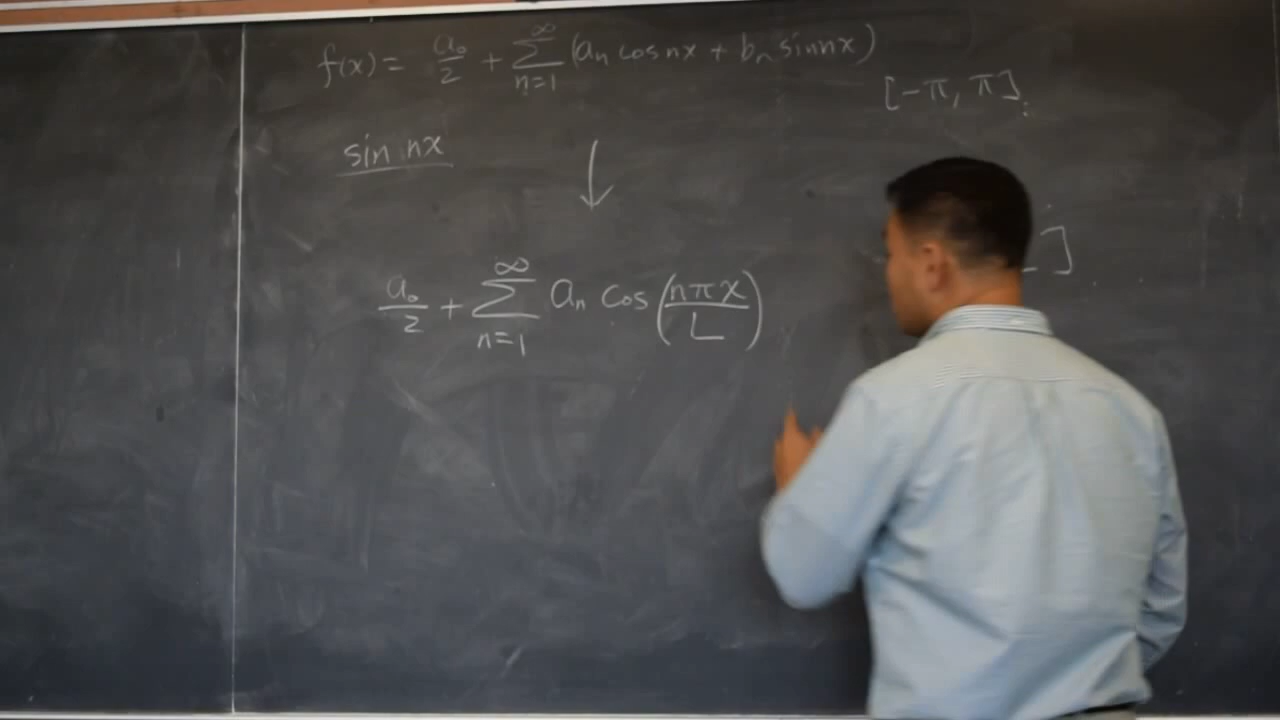 f(x) = a₀/2 + ∑_{n=1}^{∞} (aₙ cos nx + bₙ sin nx)
[-π, π]
sin nx
↓
]
a₀/2 + ∑_{n=1}^{∞} aₙ cos (nπx/L)